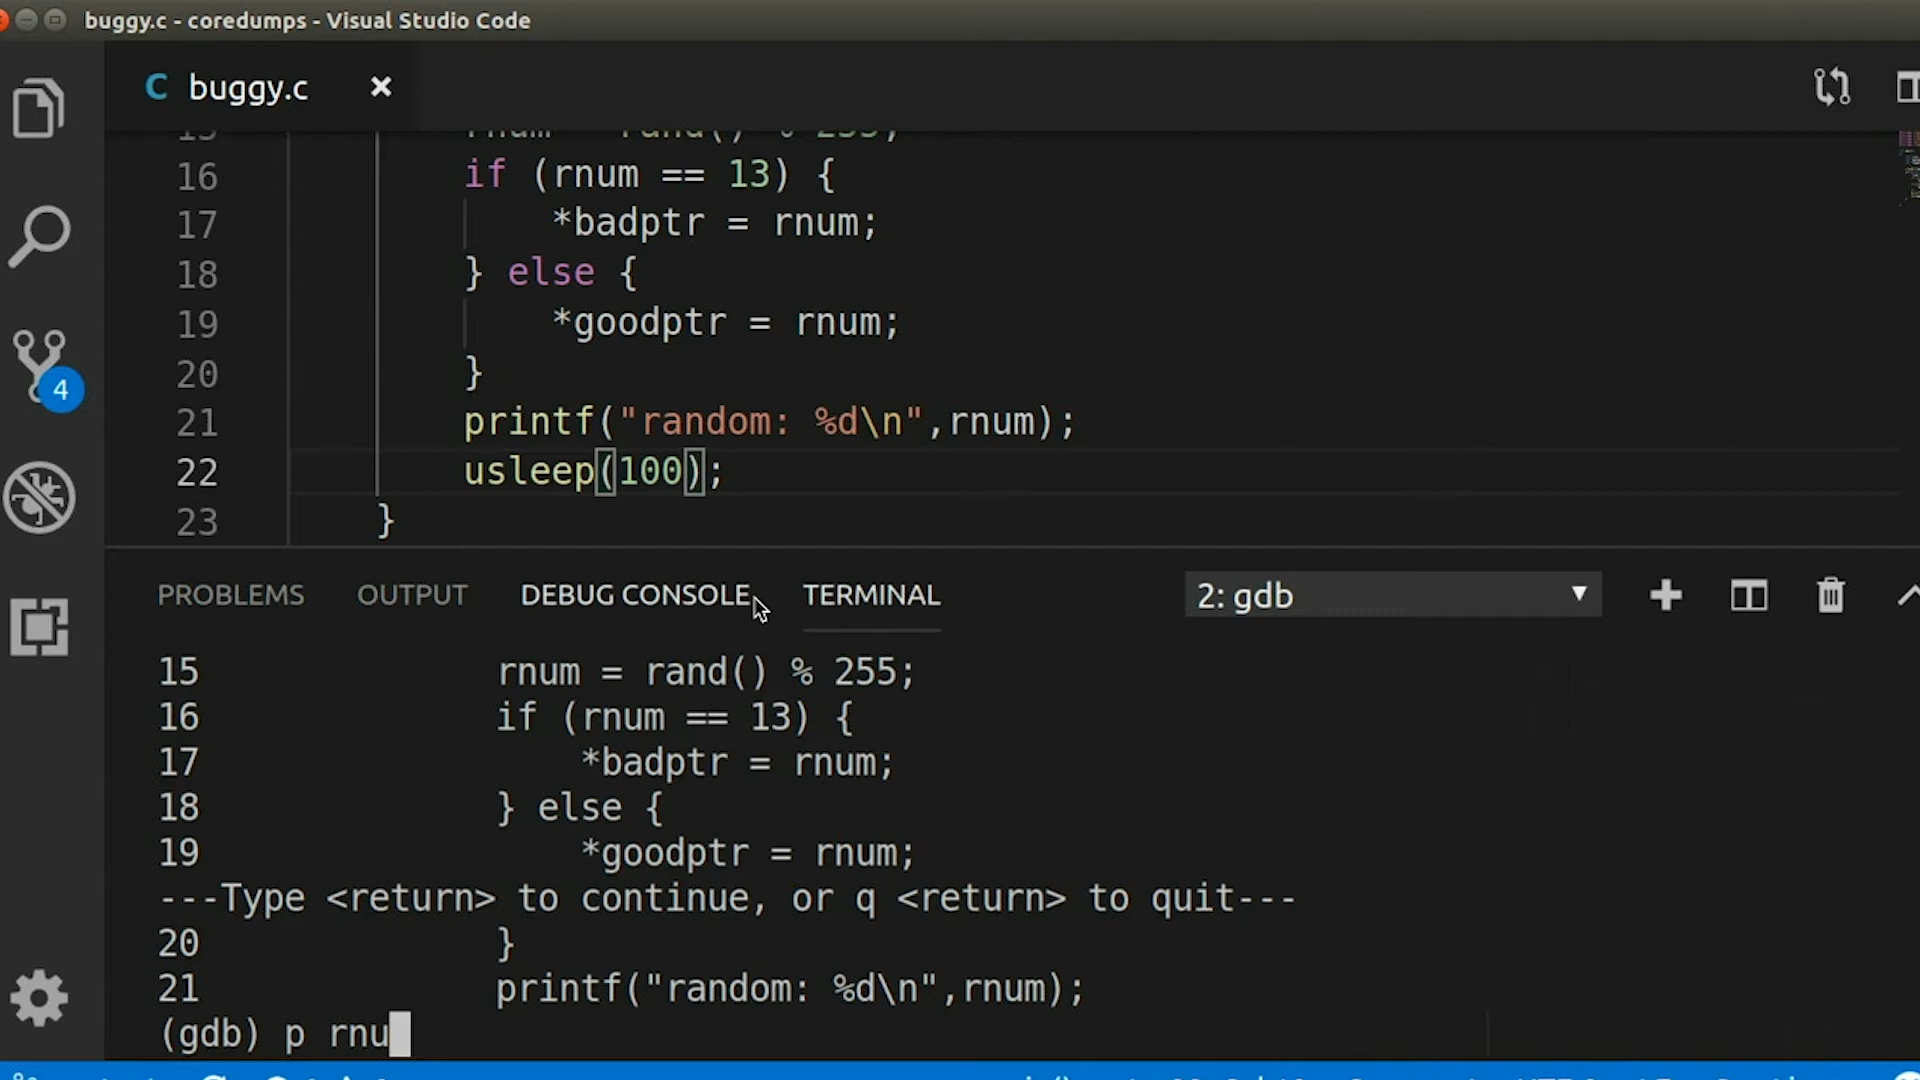 buggy.c - coredumps - Visual Studio Code
C buggy.c ×
16 if (rnum == 13) {
17 *badptr = rnum;
18 } else {
19 *goodptr = rnum;
20 }
21 printf("random: %d\n",rnum);
22 usleep(100);
23 }
4
PROBLEMS OUTPUT DEBUG CONSOLE TERMINAL 2: gdb
15 rnum = rand() % 255;
16 if (rnum == 13) {
17 *badptr = rnum;
18 } else {
19 *goodptr = rnum;
---Type <return> to continue, or q <return> to quit---
20 }
21 printf("random: %d\n",rnum);
(gdb) p rnu